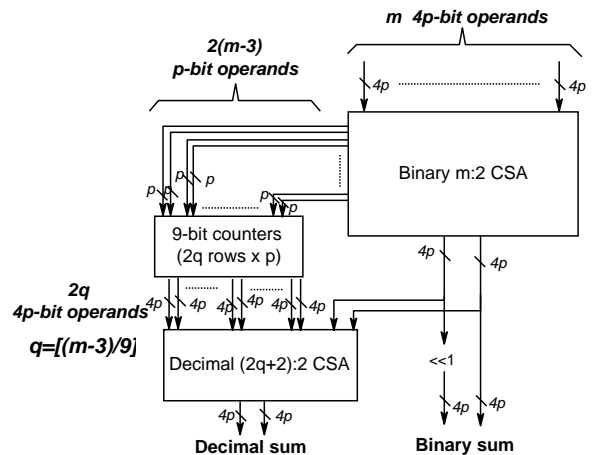 m 4p-bit operands
2(m-3)
p-bit operands
4p
4p
Binary m:2 CSA
p
p
p
p
p
p
9-bit counters
(2q rows x p)
4p
4p
2q
4p-bit operands
4p
4p
4p
4p
4p
4p
q=[(m-3)/9]
Decimal (2q+2):2 CSA
<<1
4p
4p
4p
4p
Decimal sum
Binary sum